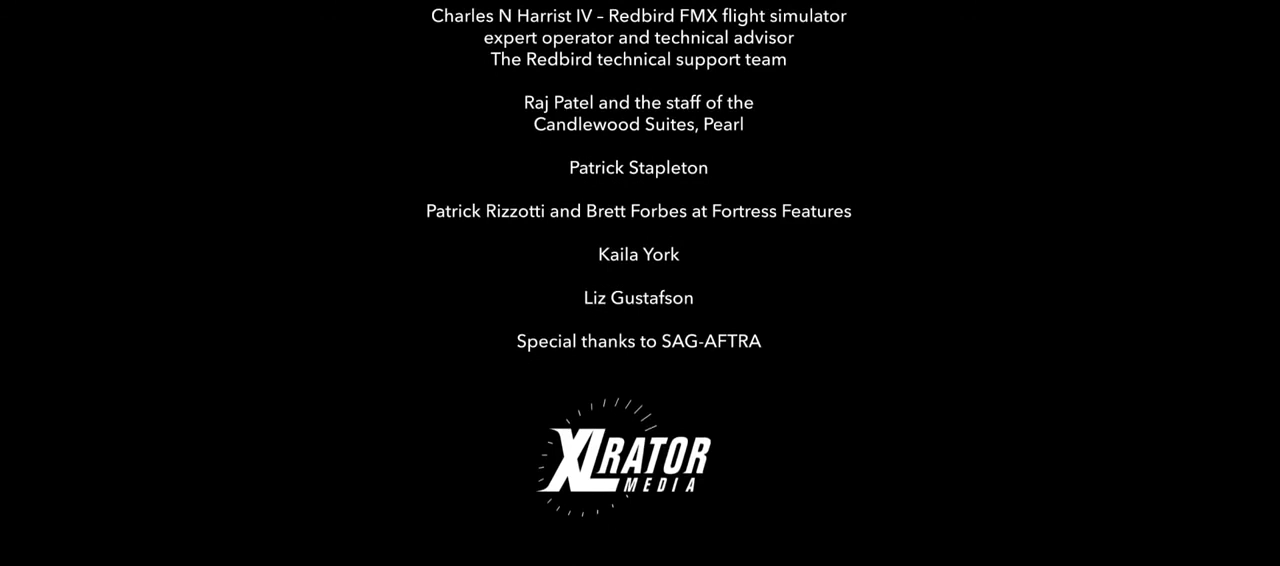 Charles N Harrist IV – Redbird FMX flight simulator
expert operator and technical advisor
The Redbird technical support team
Raj Patel and the staff of the
Candlewood Suites, Pearl
Patrick Stapleton
Patrick Rizzotti and Brett Forbes at Fortress Features
Kaila York
Liz Gustafson
Special thanks to SAG-AFTRA
XLRATOR
MEDIA